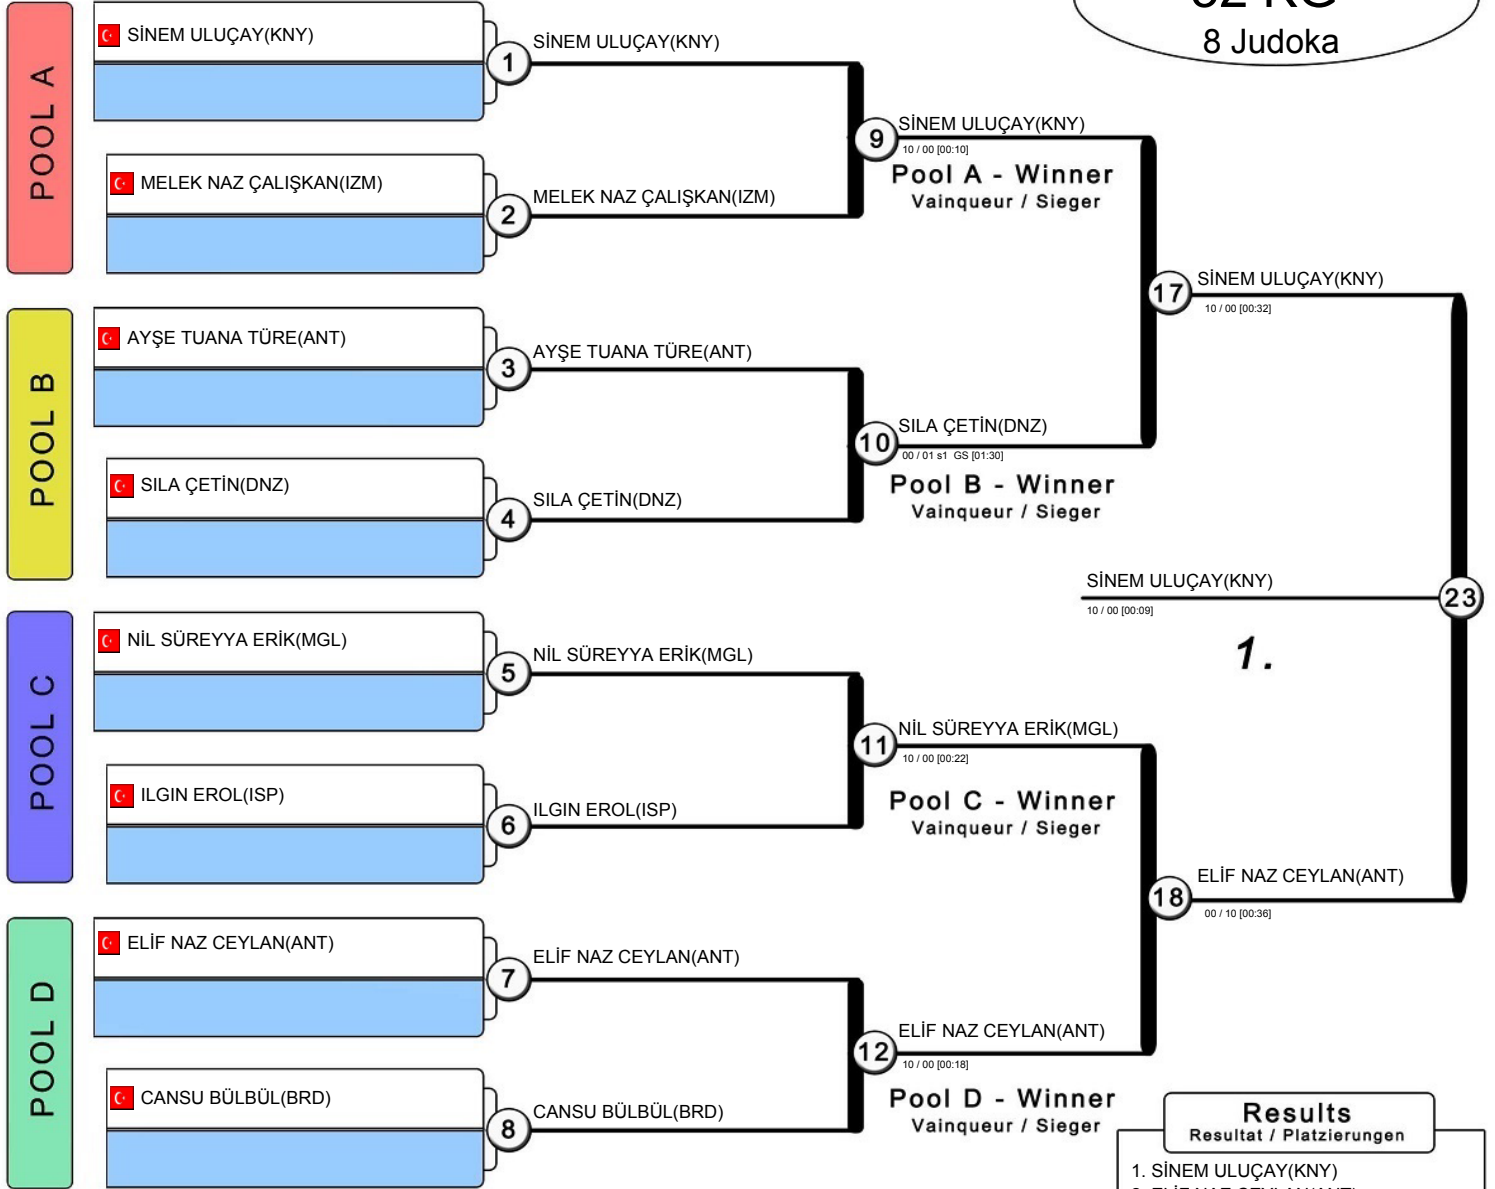 8 Judoka
POOL A
SİNEM ULUÇAY(KNY)
1
SİNEM ULUÇAY(KNY)
MELEK NAZ ÇALIŞKAN(IZM)
2
MELEK NAZ ÇALIŞKAN(IZM)
9
SİNEM ULUÇAY(KNY)
10 / 00 [00:10]
Pool A - Winner
Vainqueur / Sieger
POOL B
AYŞE TUANA TÜRE(ANT)
3
AYŞE TUANA TÜRE(ANT)
SILA ÇETİN(DNZ)
4
SILA ÇETİN(DNZ)
10
SILA ÇETİN(DNZ)
00 / 01 s1 GS [01:30]
Pool B - Winner
Vainqueur / Sieger
17
SİNEM ULUÇAY(KNY)
10 / 00 [00:32]
POOL C
NİL SÜREYYA ERİK(MGL)
5
NİL SÜREYYA ERİK(MGL)
ILGIN EROL(ISP)
6
ILGIN EROL(ISP)
11
NİL SÜREYYA ERİK(MGL)
10 / 00 [00:22]
Pool C - Winner
Vainqueur / Sieger
POOL D
ELİF NAZ CEYLAN(ANT)
7
ELİF NAZ CEYLAN(ANT)
CANSU BÜLBÜL(BRD)
8
CANSU BÜLBÜL(BRD)
12
ELİF NAZ CEYLAN(ANT)
10 / 00 [00:18]
Pool D - Winner
Vainqueur / Sieger
18
ELİF NAZ CEYLAN(ANT)
00 / 10 [00:36]
SİNEM ULUÇAY(KNY)
23
10 / 00 [00:09]
1.
Results
Resultat / Platzierungen
1. SİNEM ULUÇAY(KNY)